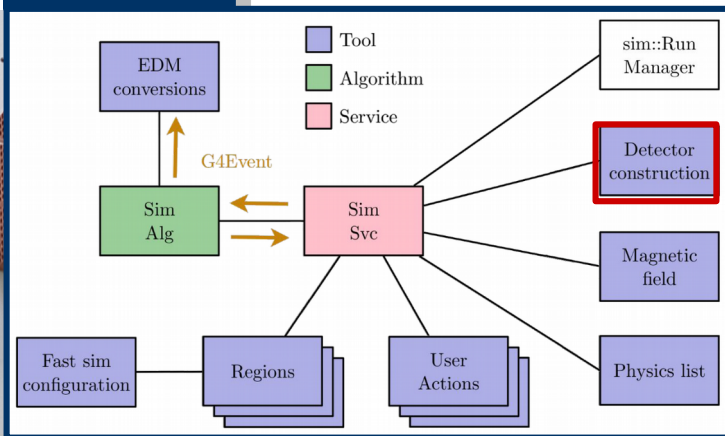 EDM
conversions
Tool
Algorithm
Service
sim::Run
Manager
G4Event
Detector
construction
Sim
Alg
Sim
Svc
Magnetic
field
Fast sim
configuration
Regions
User
Actions
Physics list